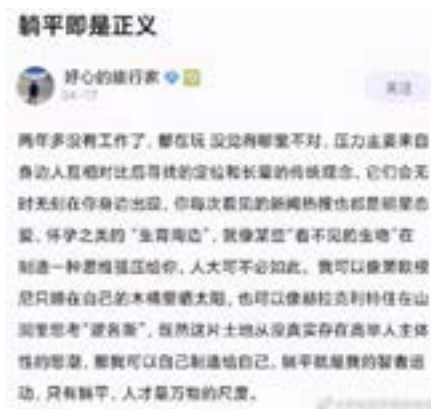 躺平即是正义
好心的旅行家
04-17
关注
两年多没有工作了，都在玩 没觉得哪里不对，压力主要来自
身边人互相对比后寻找的定位和长辈的传统观念，它们会无
时无刻在你身边出现，你每次看见的新闻热搜也都是明星恋
爱、怀孕之类的“生育周边”，就像某些“看不见的生物”在
制造一种思维强压给你，人大可不必如此。我可以像第欧根
尼只睡在自己的木桶里晒太阳，也可以像赫拉克利特住在山
洞里思考“逻各斯”，既然这片土地从没真实存在高举人主体
性的思潮，那我可以自己制造给自己，躺平就是我的智者运
动，只有躺平，人才是万物的尺度。